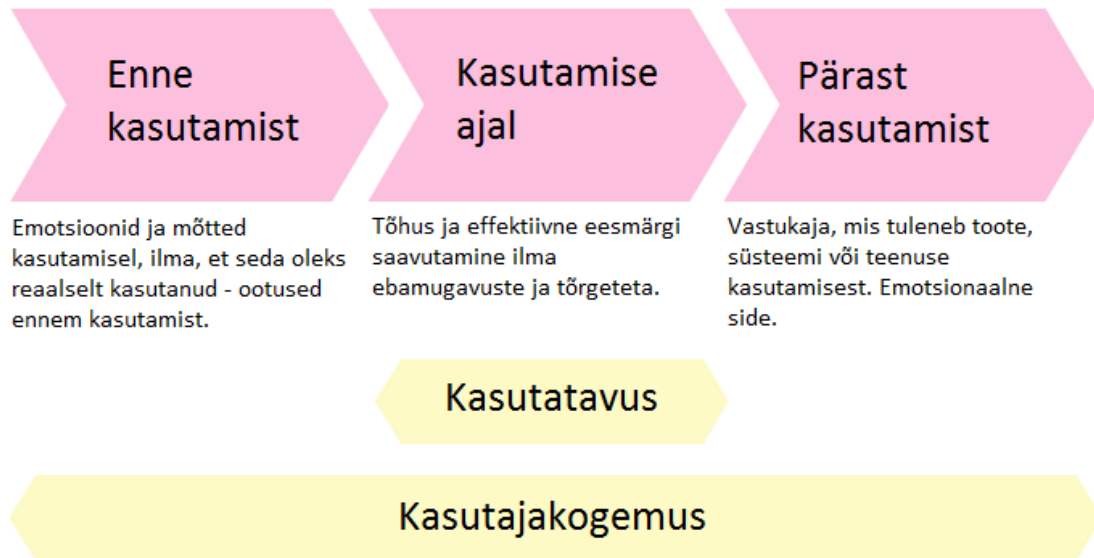 Enne
kasutamist
Kasutamise
ajal
Pärast
kasutamist
Emotsioonid ja mõtted
kasutamisel, ilma, et seda oleks
reaalselt kasutanud - ootused
ennem kasutamist.
Tõhus ja effektiivne eesmärgi
saavutamine ilma
ebamugavuste ja tõrgeteta.
Vastukaja, mis tuleneb toote,
süsteemi või teenuse
kasutamisest. Emotsionaalne
side.
Kasutatavus
Kasutajakogemus